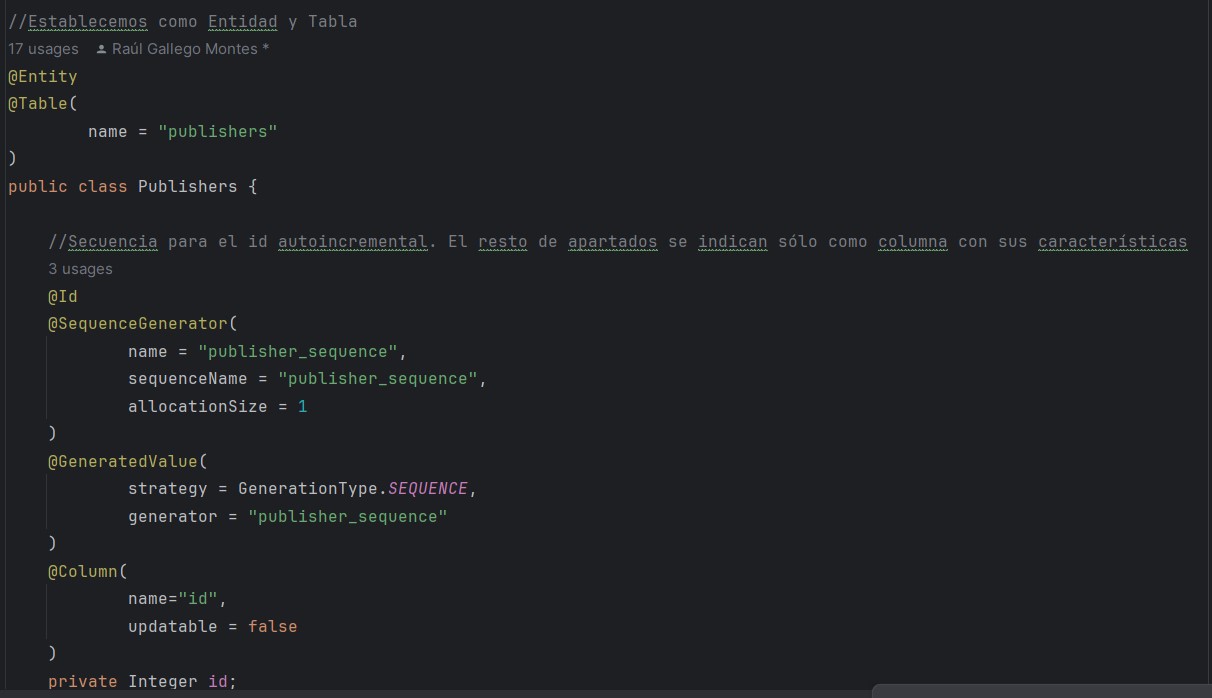 //Establecemos como Entidad y Tabla
17 usages Raúl Gallego Montes *
@Entity
@Table(
name = "publishers"
)
public class Publishers {
//Secuencia para el id autoincremental. El resto de apartados se indican sólo como columna con sus características
3 usages
@Id
@SequenceGenerator(
name = "publisher_sequence",
sequenceName = "publisher_sequence",
allocationSize = 1
)
@GeneratedValue(
strategy = GenerationType.SEQUENCE,
generator = "publisher_sequence"
)
@Column(
name="id",
updatable = false
)
private Integer id;